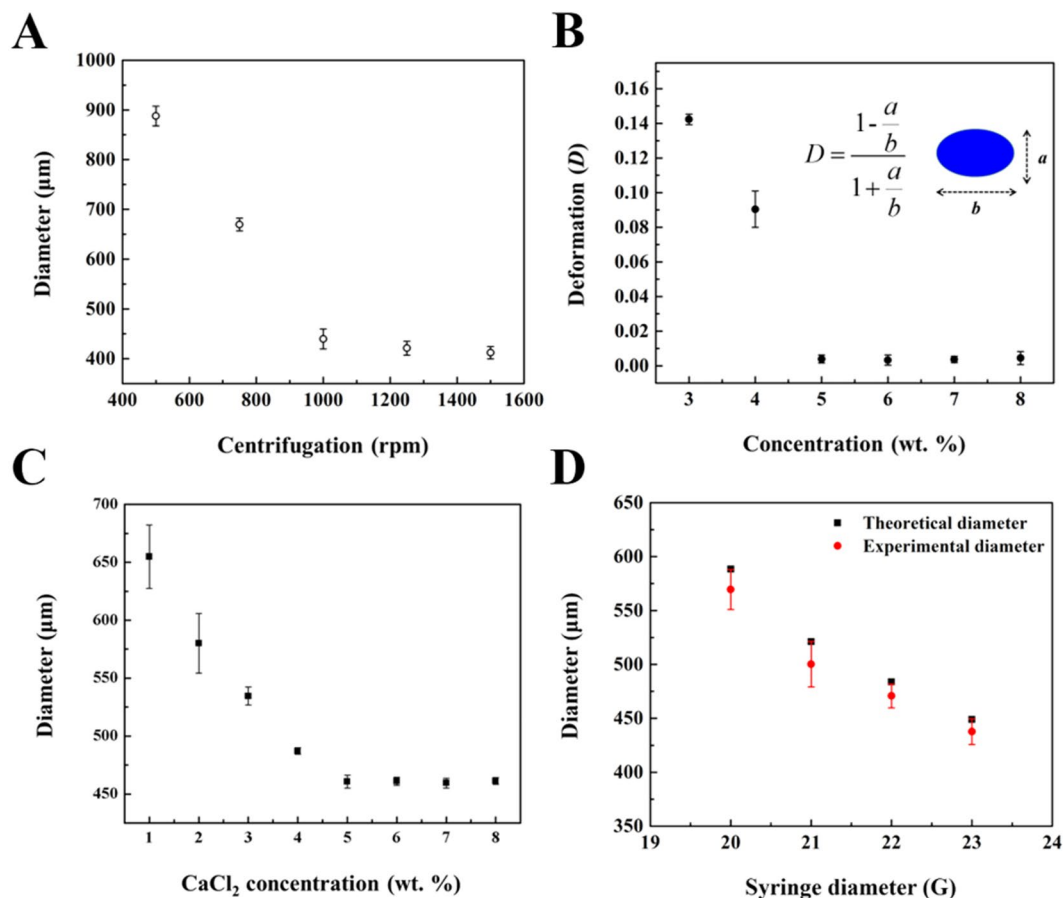 A
1000
900
800
700
600
500
400
400 600 800 1000 1200 1400 1600
Diameter (µm)
Centrifugation (rpm)
B
0.16
0.14
0.12
0.10
0.08
0.06
0.04
0.02
0.00
3 4 5 6 7 8
Deformation (D)
Concentration (wt. %)
D = (1 - a/b) / (1 + a/b)
a
b
C
700
650
600
550
500
450
1 2 3 4 5 6 7 8
Diameter (µm)
CaCl₂ concentration (wt. %)
D
650
600
550
500
450
400
350
19 20 21 22 23 24
Diameter (µm)
Theoretical diameter
Experimental diameter
Syringe diameter (G)